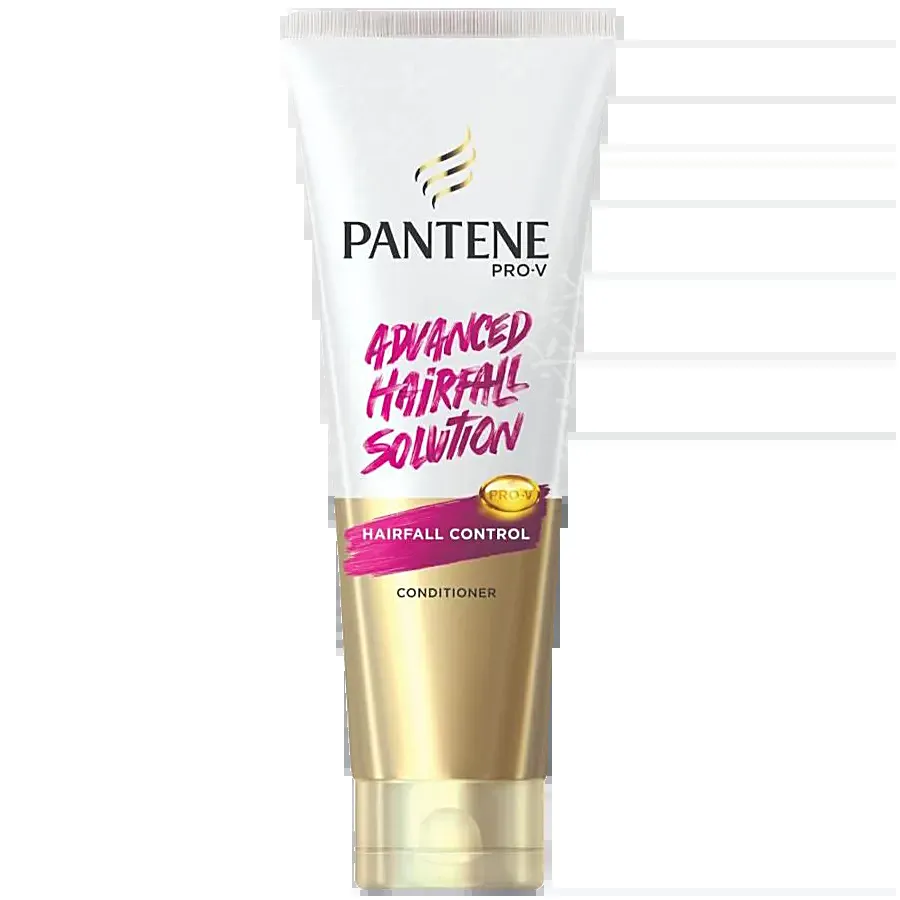 PANTENE
PRO-V
ADVANCED
HAIRFALL
SOLUTION
PRO-V
HAIRFALL CONTROL
CONDITIONER